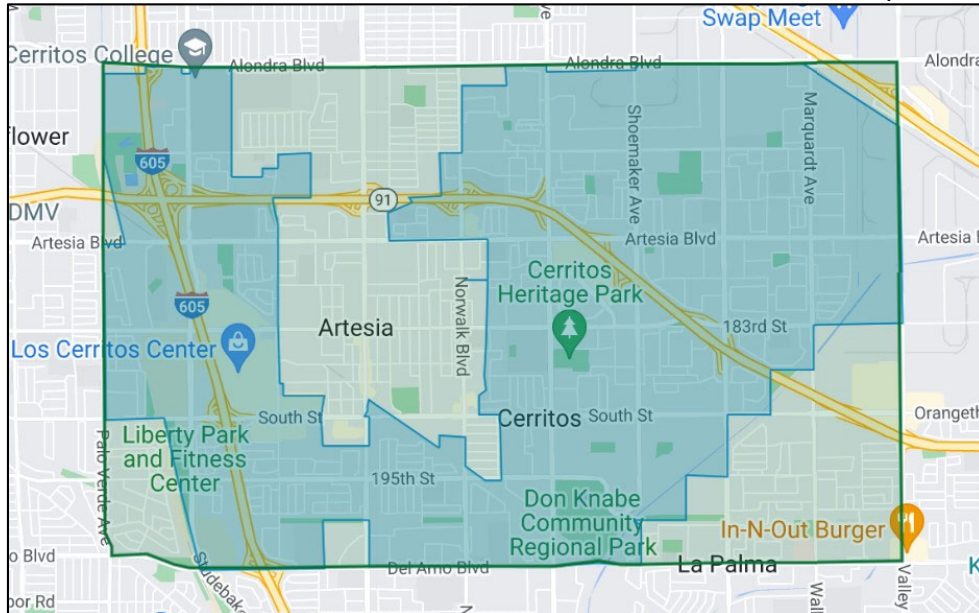 Swap Meet
Cerritos College
Alondra Blvd
Alondra Blvd
Alondra
flower
605
Shoemaker Ave
Marquardt Ave
91
DMV
Artesia Blvd
Artesia Blvd
Artesia
Cerritos
Heritage Park
605
Norwalk Blvd
Artesia
183rd St
Los Cerritos Center
South St
Cerritos
South St
Orangeth
Palo Verde Ave
Liberty Park
and Fitness
Center
195th St
Don Knabe
Community
Regional Park
In-N-Out Burger
o Blvd
Studebak
Del Amo Blvd
La Palma
Valley
bor Rd